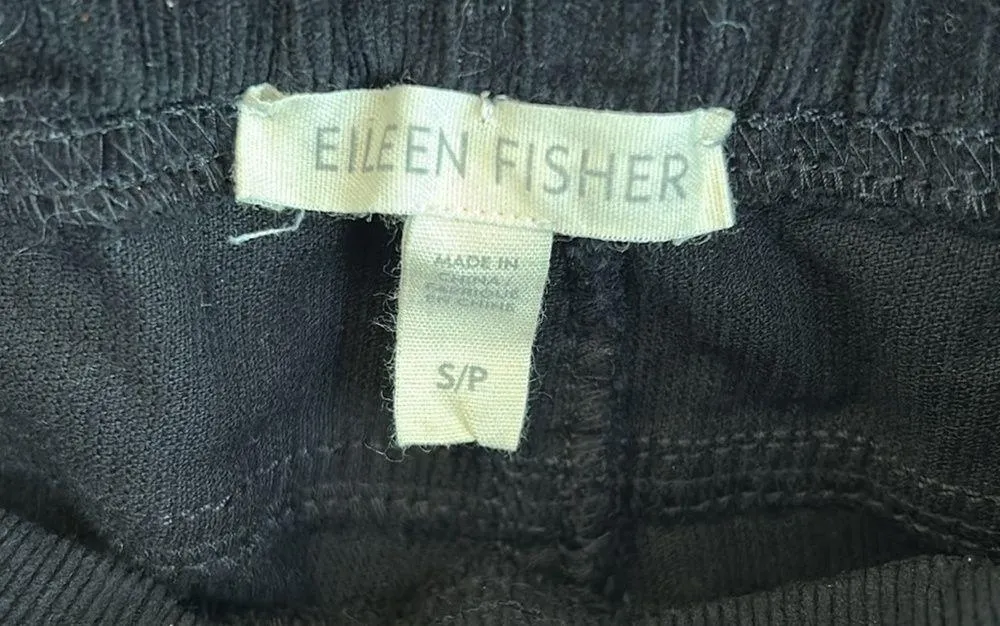 EILEEN FISHER
MADE IN
CHINA
FABRIQUÉ
EN CHINE
S/P